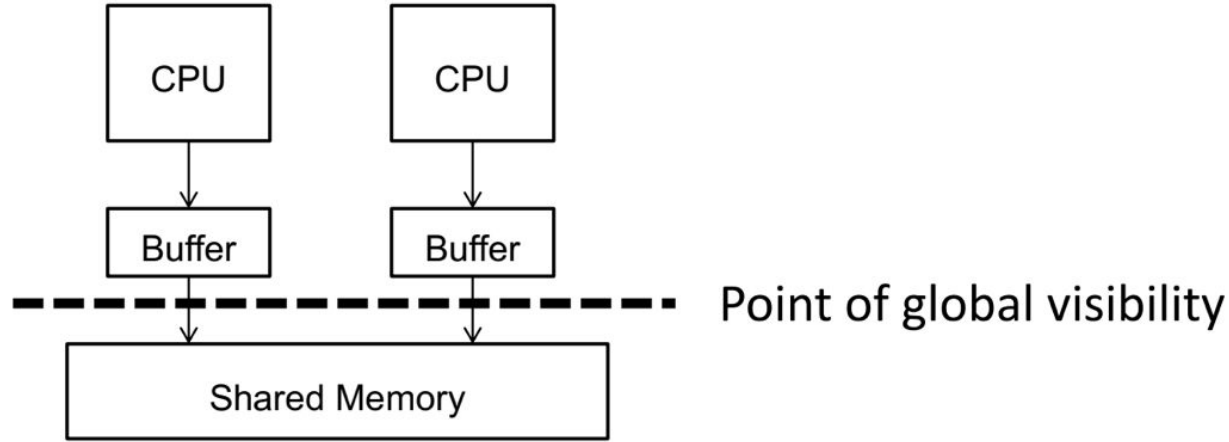 CPU
CPU
Buffer
Buffer
Point of global visibility
Shared Memory